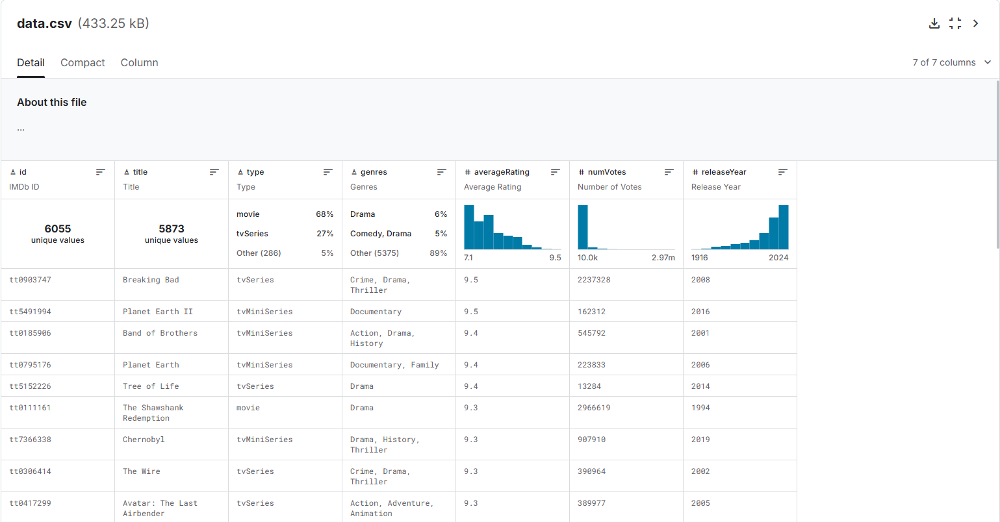 data.csv (433.25 kB)
Detail Compact Column 7 of 7 columns
About this file
...
id title type genres # averageRating # numVotes # releaseYear
IMDb ID Title Type Genres Average Rating Number of Votes Release Year
6055
unique values
5873
unique values
movie 68%
tvSeries 27%
Other (286) 5%
Drama 6%
Comedy, Drama 5%
Other (5375) 89%
7.1 9.5
10.0k 2.97m
1916 2024
tt0903747 Breaking Bad tvSeries Crime, Drama, 9.5 2237328 2008
Thriller
tt5491994 Planet Earth II tvMiniSeries Documentary 9.5 162312 2016
tt0185906 Band of Brothers tvMiniSeries Action, Drama, 9.4 545792 2001
History
tt0795176 Planet Earth tvMiniSeries Documentary, Family 9.4 223833 2006
tt5152226 Tree of Life tvSeries Drama 9.4 13284 2014
tt0111161 The Shawshank movie Drama 9.3 2966619 1994
Redemption
tt7366338 Chernobyl tvMiniSeries Drama, History, 9.3 907910 2019
Thriller
tt0306414 The Wire tvSeries Crime, Drama, 9.3 390964 2002
Thriller
tt0417299 Avatar: The Last tvSeries Action, Adventure, 9.3 389977 2005
Airbender Animation